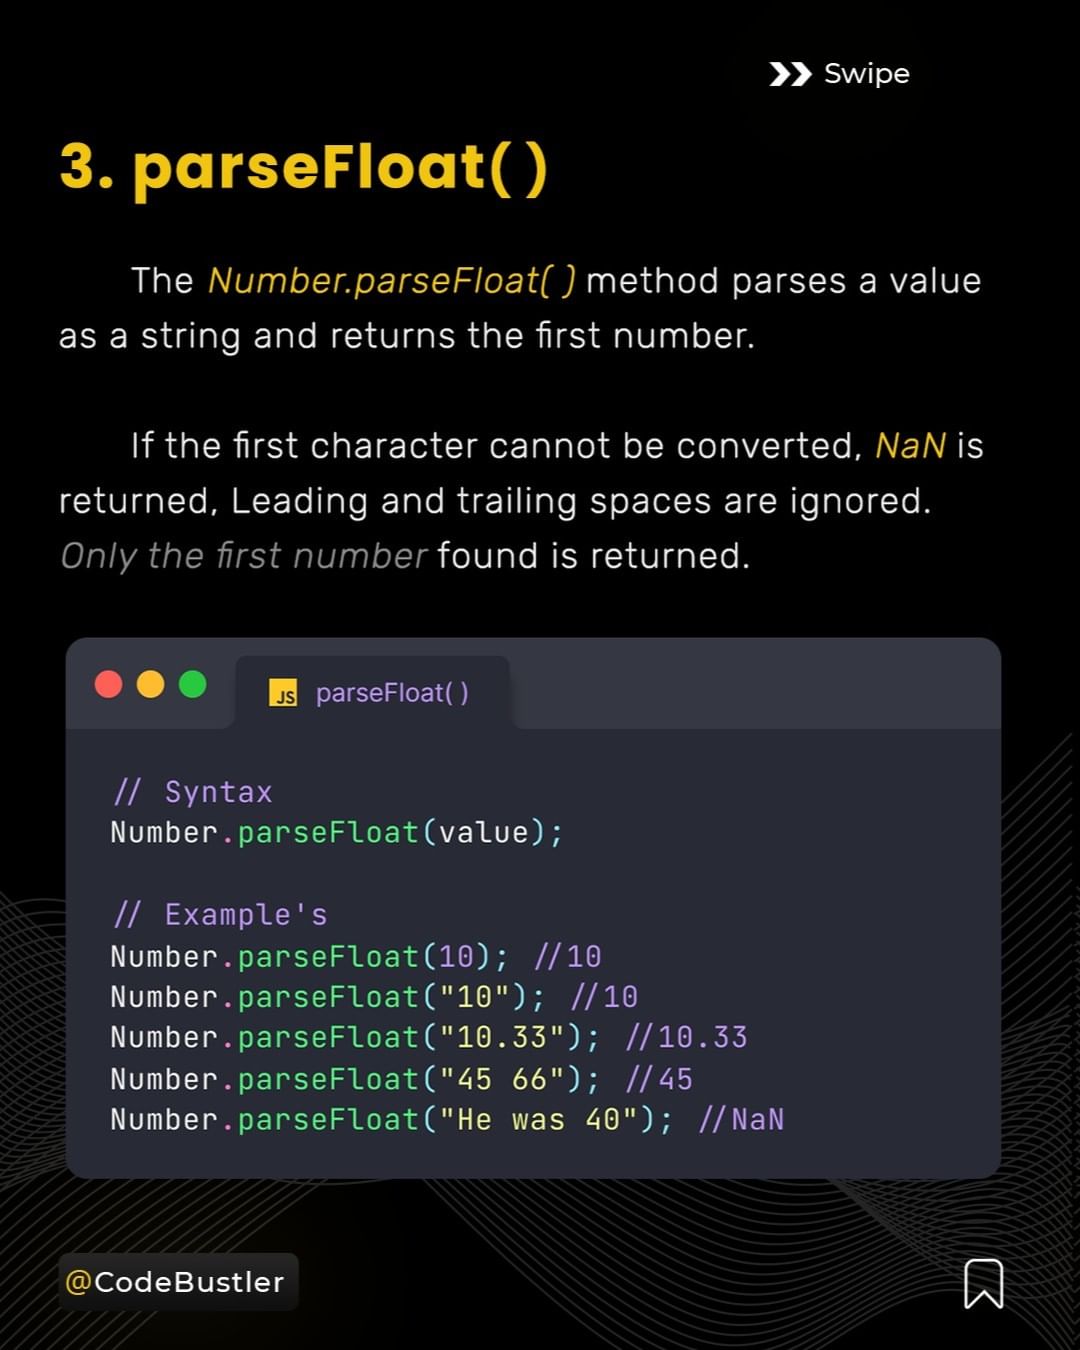 Swipe
3. parseFloat( )
The Number.parseFloat( ) method parses a value
as a string and returns the first number.
If the first character cannot be converted, NaN is
returned, Leading and trailing spaces are ignored.
Only the first number found is returned.
JS parseFloat( )
// Syntax
Number.parseFloat(value);
// Example's
Number.parseFloat(10); //10
Number.parseFloat("10"); //10
Number.parseFloat("10.33"); //10.33
Number.parseFloat("45 66"); //45
Number.parseFloat("He was 40"); //NaN
@CodeBustler